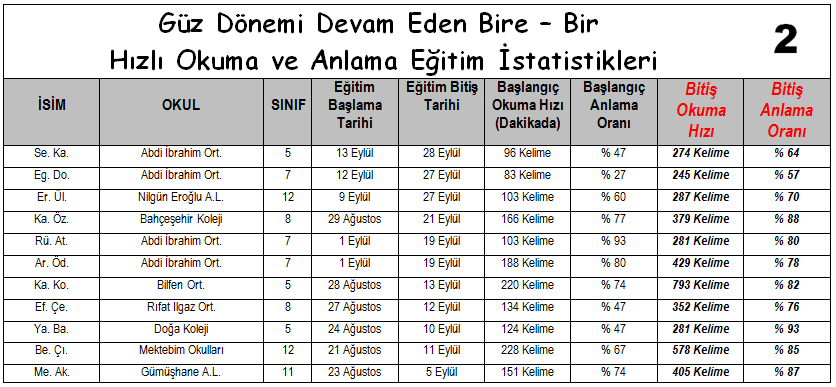 Güz Dönemi Devam Eden Bire – Bir
Hızlı Okuma ve Anlama Eğitim İstatistikleri
2
İSİM OKUL SINIF Eğitim Başlama Tarihi Eğitim Bitiş Tarihi Başlangıç Okuma Hızı (Dakikada) Başlangıç Anlama Oranı Bitiş Okuma Hızı Bitiş Anlama Oranı
Se. Ka. Abdi İbrahim Ort. 5 13 Eylül 28 Eylül 96 Kelime % 47 274 Kelime % 64
Eg. Do. Abdi İbrahim Ort. 7 12 Eylül 27 Eylül 83 Kelime % 27 245 Kelime % 57
Er. Ül. Nilgün Eroğlu A.L. 12 9 Eylül 27 Eylül 103 Kelime % 60 287 Kelime % 70
Ka. Öz. Bahçeşehir Koleji 8 29 Ağustos 21 Eylül 166 Kelime % 77 379 Kelime % 88
Rü. At. Abdi İbrahim Ort. 7 1 Eylül 19 Eylül 103 Kelime % 93 281 Kelime % 80
Ar. Öd. Abdi İbrahim Ort. 7 1 Eylül 19 Eylül 188 Kelime % 80 429 Kelime % 78
Ka. Ko. Bilfen Ort. 5 28 Ağustos 13 Eylül 220 Kelime % 74 793 Kelime % 82
Ef. Çe. Rıfat Ilgaz Ort. 8 27 Ağustos 12 Eylül 134 Kelime % 47 352 Kelime % 76
Ya. Ba. Doğa Koleji 5 24 Ağustos 10 Eylül 124 Kelime % 47 281 Kelime % 93
Be. Çı. Mektebim Okulları 12 21 Ağustos 11 Eylül 228 Kelime % 67 578 Kelime % 85
Me. Ak. Gümüşhane A.L. 11 23 Ağustos 5 Eylül 151 Kelime % 74 405 Kelime % 87